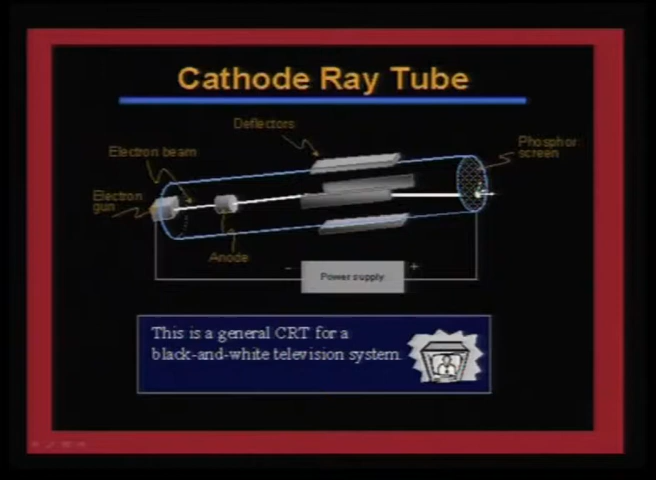 Cathode Ray Tube
Deflectors
Electron beam
Phosphor
screen
Electron
gun
Anode
-
+
Power supply
This is a general CRT for a
black-and-white television system.